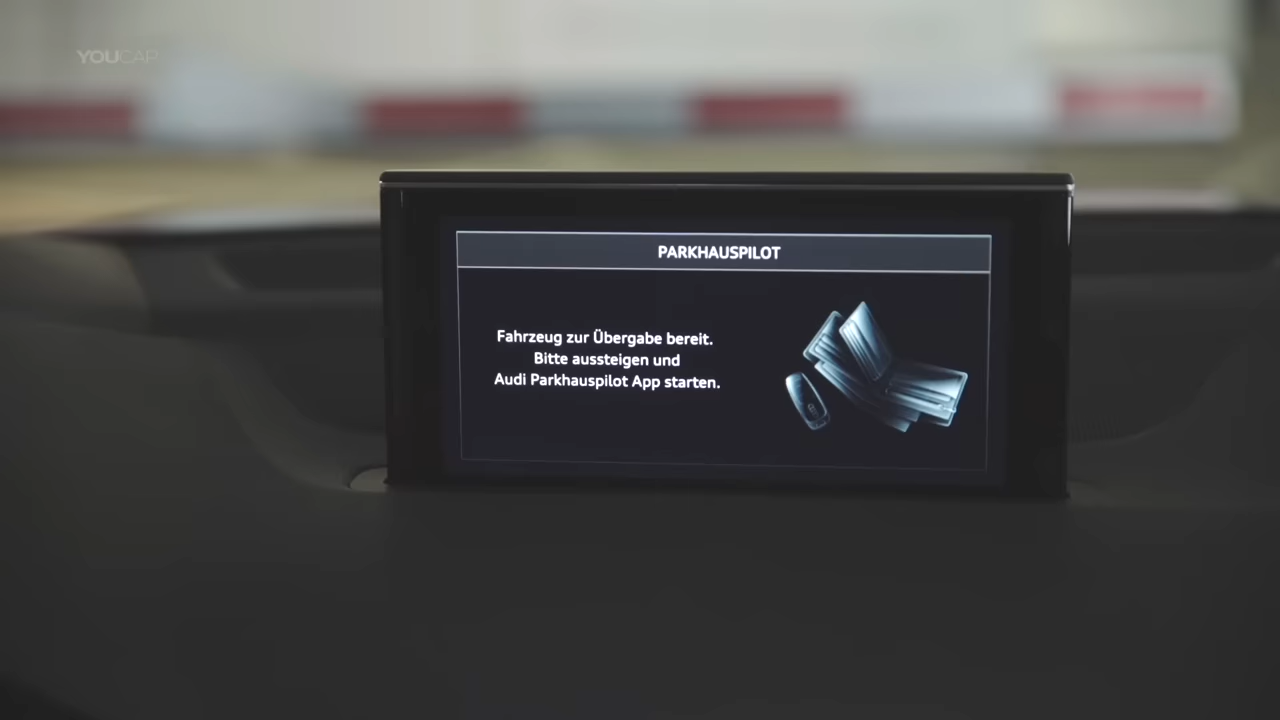 YOUCAR
PARKHAUSPILOT
Fahrzeug zur Übergabe bereit.
Bitte aussteigen und
Audi Parkhauspilot App starten.